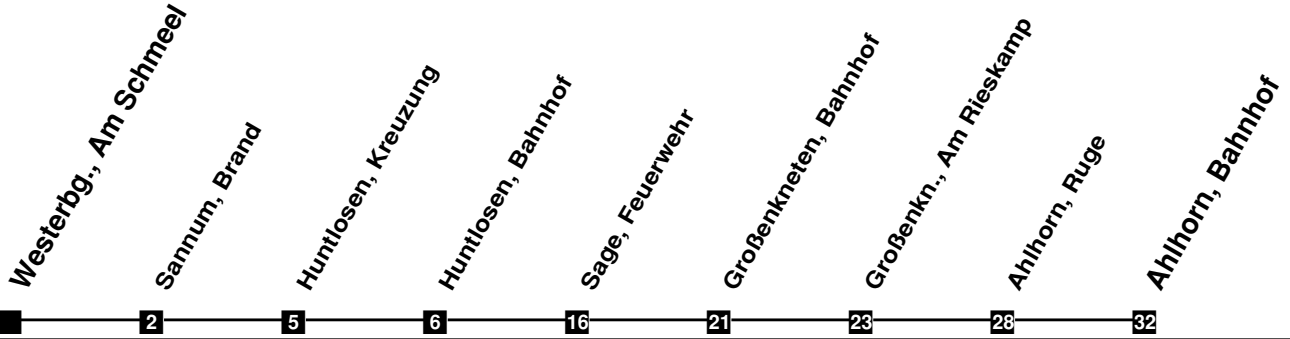 Westerbg., Am Schmeel
Sannum, Brand
Huntlosen, Kreuzung
Huntlosen, Bahnhof
Sage, Feuerwehr
Großenkneten, Bahnhof
Großenkn., Am Rieskamp
Ahlhorn, Ruge
Ahlhorn, Bahnhof
2 5 6 16 21 23 28 32